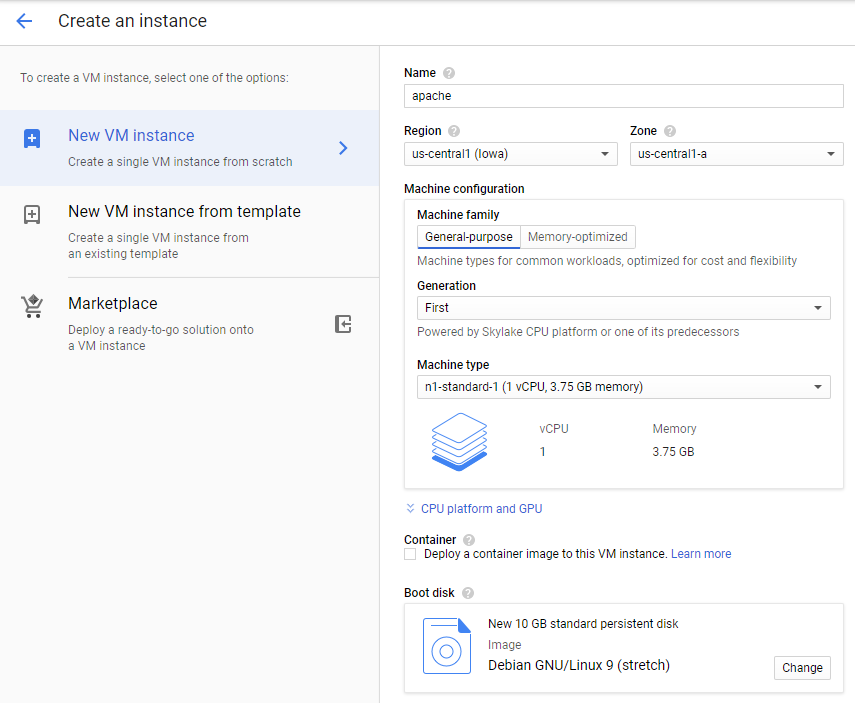 Create an instance
To create a VM instance, select one of the options:
New VM instance
Create a single VM instance from scratch
New VM instance from template
Create a single VM instance from
an existing template
Marketplace
Deploy a ready-to-go solution onto
a VM instance
Name ?
apache
Region ? Zone ?
us-central1 (Iowa) us-central1-a
Machine configuration
Machine family
General-purpose Memory-optimized
Machine types for common workloads, optimized for cost and flexibility
Generation
First
Powered by Skylake CPU platform or one of its predecessors
Machine type
n1-standard-1 (1 vCPU, 3.75 GB memory)
vCPU Memory
1 3.75 GB
CPU platform and GPU
Container ?
Deploy a container image to this VM instance. Learn more
Boot disk ?
New 10 GB standard persistent disk
Image
Debian GNU/Linux 9 (stretch)
Change